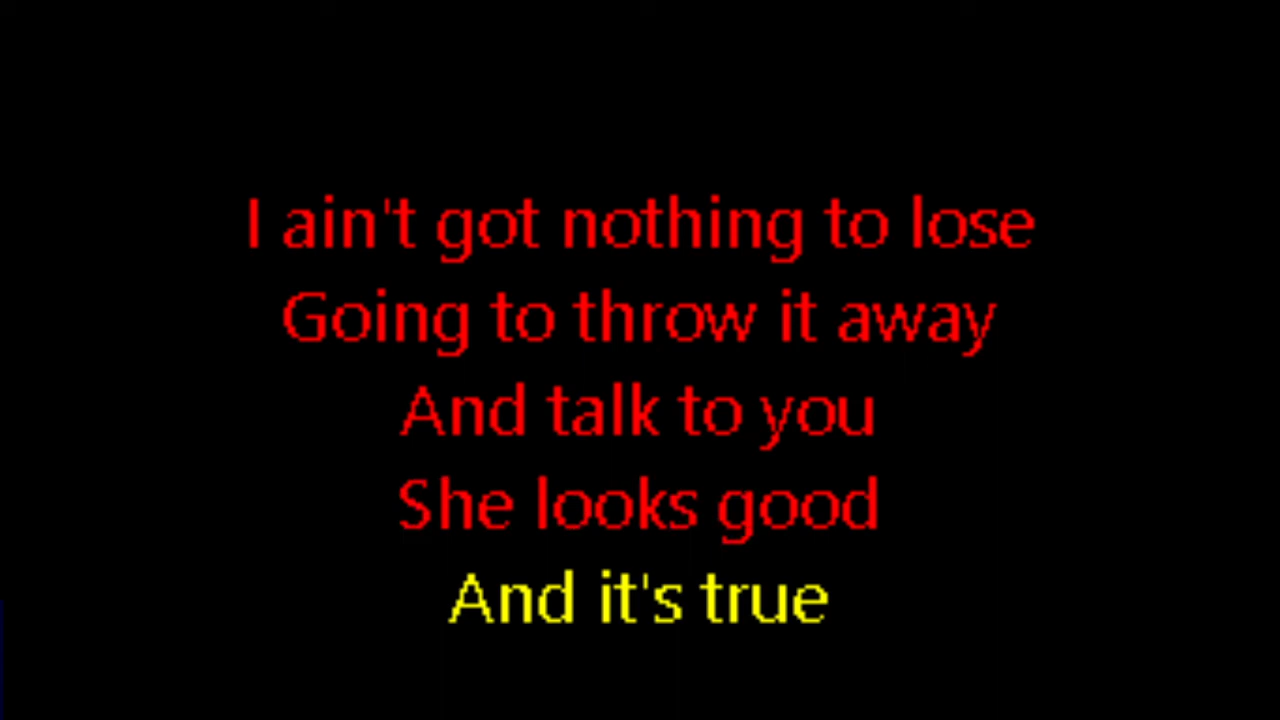 I ain't got nothing to lose
Going to throw it away
And talk to you
She looks good
And it's true